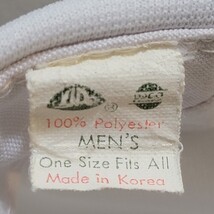 100% Polyester
MEN'S
One Size Fits All
Made in Korea